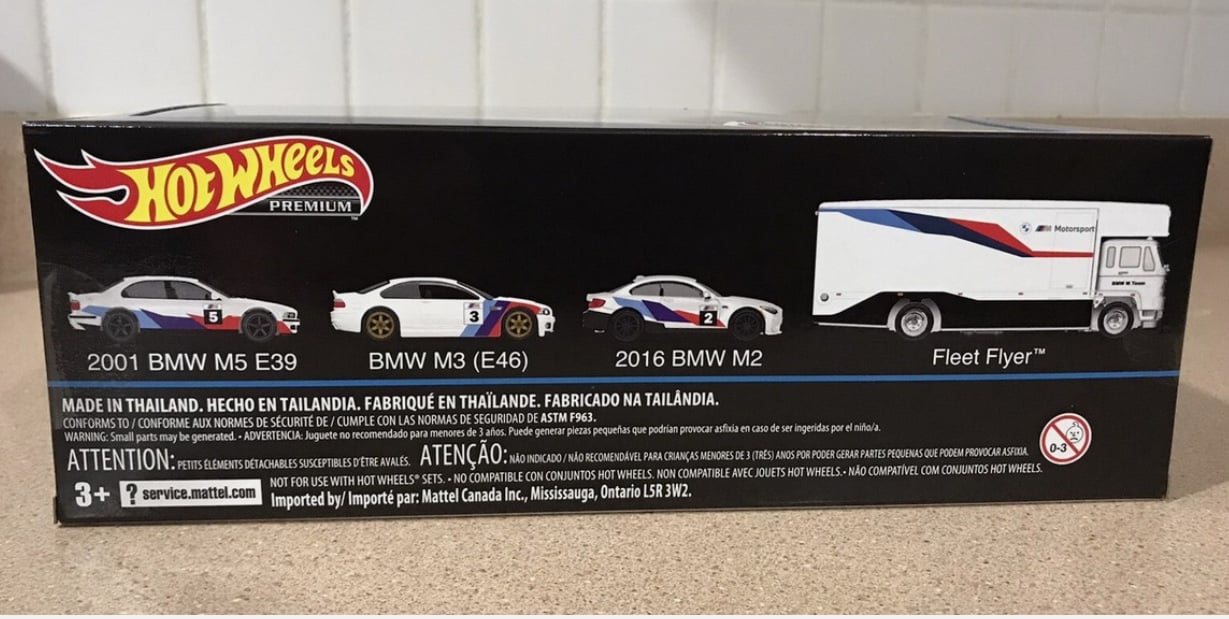 HOT WHEELS
PREMIUM™
BMW M Motorsport
BMW M Team
5
3
2
2001 BMW M5 E39
BMW M3 (E46)
2016 BMW M2
Fleet Flyer™
MADE IN THAILAND. HECHO EN TAILANDIA. FABRIQUÉ EN THAÏLANDE. FABRICADO NA TAILÂNDIA.
CONFORMS TO / CONFORME AUX NORMES DE SÉCURITÉ DE / CUMPLE CON LAS NORMAS DE SEGURIDAD DE ASTM F963.
WARNING: Small parts may be generated. • ADVERTENCIA: Juguete no recomendado para menores de 3 años. Puede generar piezas pequeñas que podrían provocar asfixia en caso de ser ingeridas por el niño/a.
ATTENTION: PETITS ÉLÉMENTS DÉTACHABLES SUSCEPTIBLES D'ÊTRE AVALÉS. ATENÇÃO: NÃO INDICADO / NÃO RECOMENDÁVEL PARA CRIANÇAS MENORES DE 3 (TRÊS) ANOS POR PODER GERAR PARTES PEQUENAS QUE PODEM PROVOCAR ASFIXIA.
0-3
NOT FOR USE WITH HOT WHEELS® SETS. • NO COMPATIBLE CON CONJUNTOS HOT WHEELS. NON COMPATIBLE AVEC JOUETS HOT WHEELS. • NÃO COMPATÍVEL COM CONJUNTOS HOT WHEELS.
3+
? service.mattel.com
Imported by/ Importé par: Mattel Canada Inc., Mississauga, Ontario L5R 3W2.